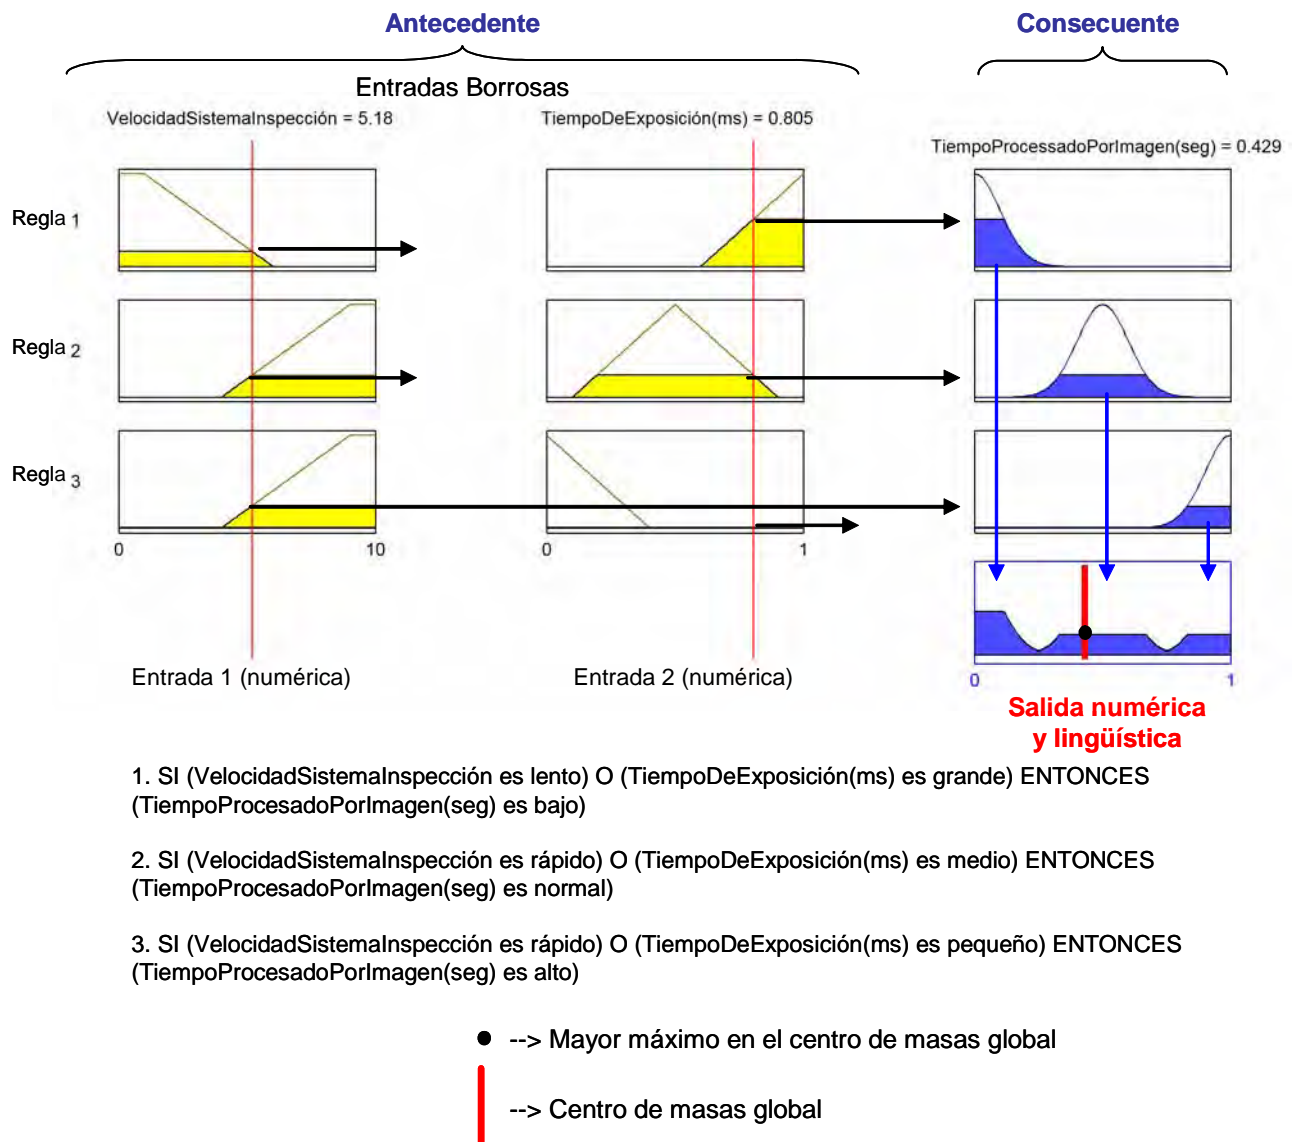 Antecedente
Consecuente
Entradas Borrosas
VelocidadSistemaInspección = 5.18
TiempoDeExposición(ms) = 0.805
TiempoProcessadoPorImagen(seg) = 0.429
Regla 1
Regla 2
Regla 3
0
10
0
1
Entrada 1 (numérica)
Entrada 2 (numérica)
0
1
Salida numérica
y lingüística
1. SI (VelocidadSistemaInspección es lento) O (TiempoDeExposición(ms) es grande) ENTONCES
(TiempoProcesadoPorImagen(seg) es bajo)
2. SI (VelocidadSistemaInspección es rápido) O (TiempoDeExposición(ms) es medio) ENTONCES
(TiempoProcesadoPorImagen(seg) es normal)
3. SI (VelocidadSistemaInspección es rápido) O (TiempoDeExposición(ms) es pequeño) ENTONCES
(TiempoProcesadoPorImagen(seg) es alto)
--> Mayor máximo en el centro de masas global
--> Centro de masas global